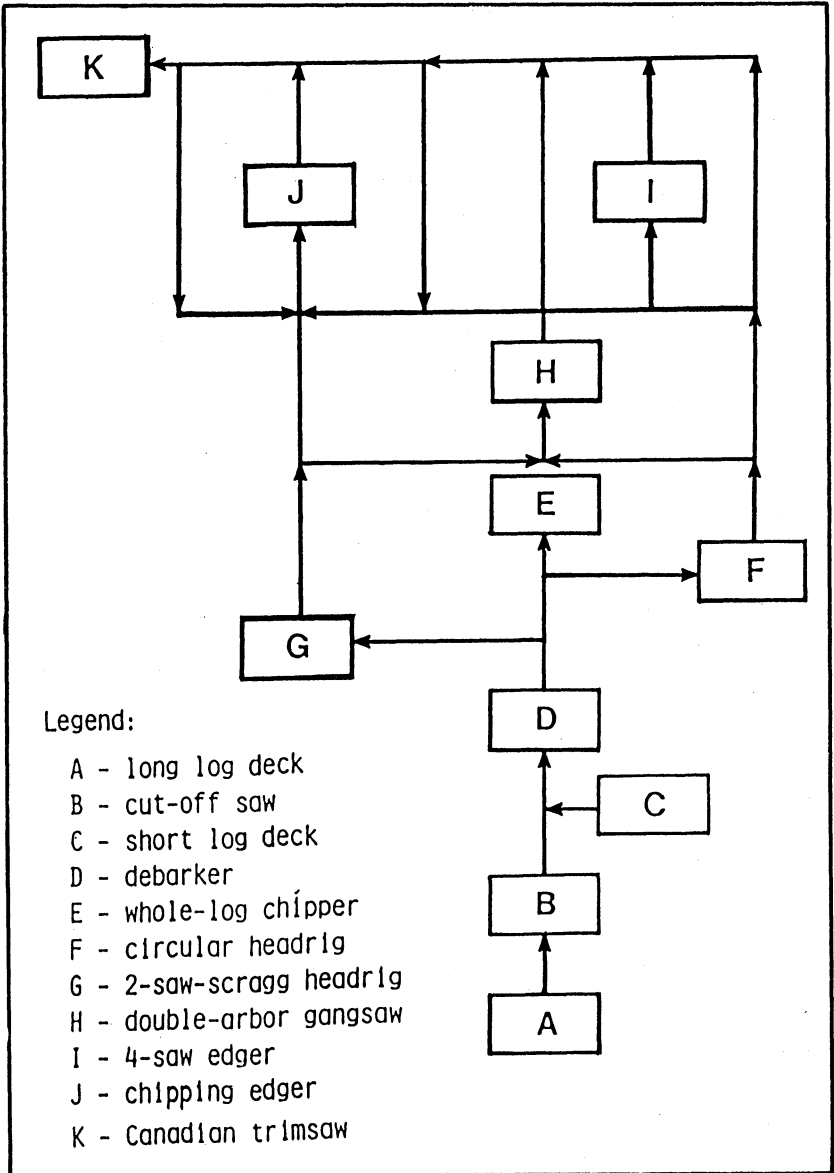 K
J
I
H
E
F
G
D
C
B
A
Legend:
A - long log deck
B - cut-off saw
C - short log deck
D - debarker
E - whole-log chipper
F - circular headrig
G - 2-saw-scragg headrig
H - double-arbor gangsaw
I - 4-saw edger
J - chipping edger
K - Canadian trimsaw